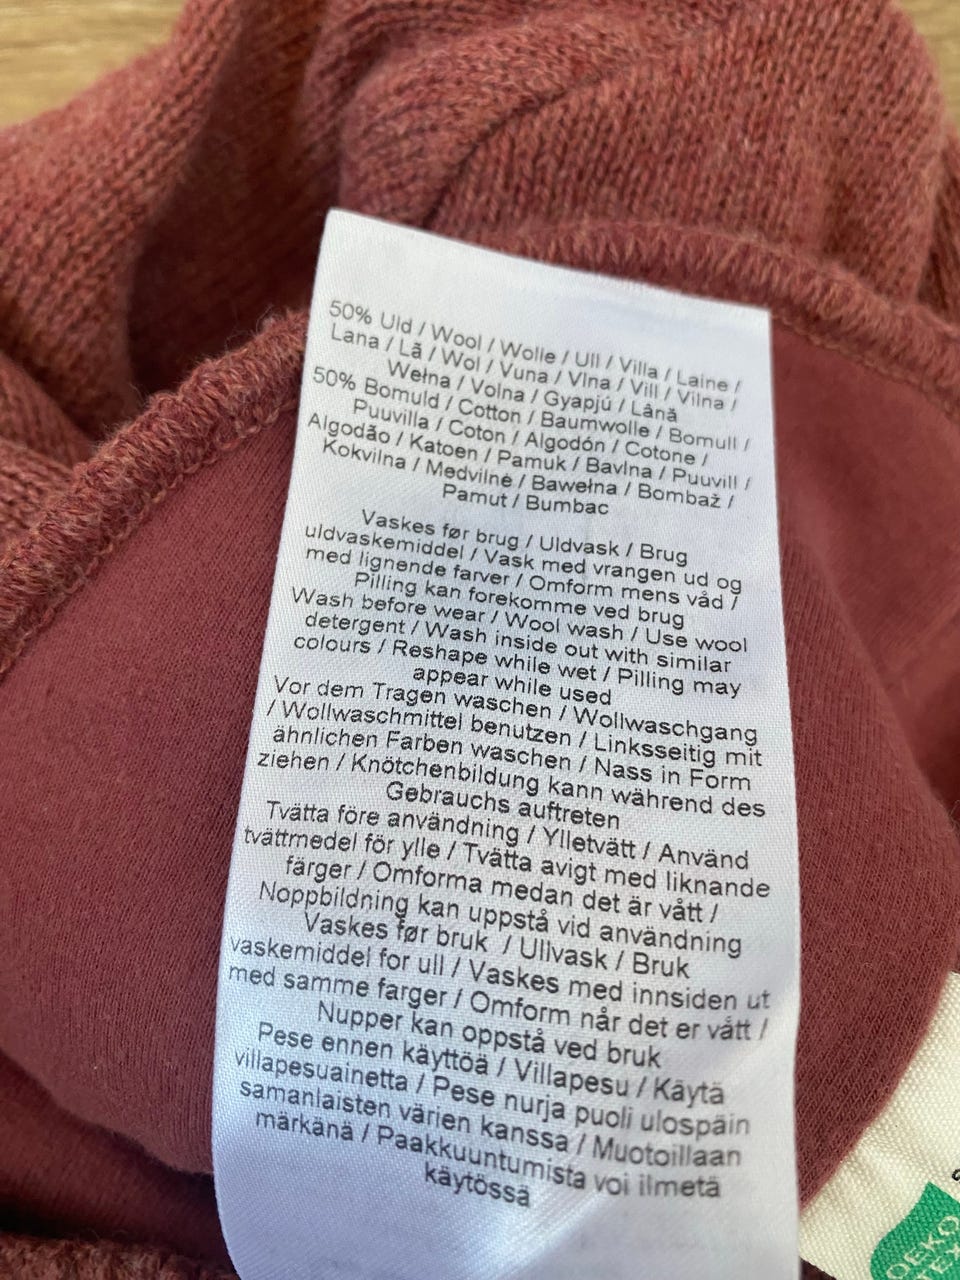 50% Uld / Wool / Wolle / Ull / Villa / Laine /
Lana / Lã / Wol / Vuna / Vlna / Vill / Vilna /
Wełna / Volna / Gyapjú / Lână
50% Bomuld / Cotton / Baumwolle / Bomull /
Puuvilla / Coton / Algodón / Cotone /
Algodão / Katoen / Pamuk / Bavlna / Puuvill /
Kokvilna / Medvilnė / Bawełna / Bombaž /
Pamut / Bumbac
Vaskes før brug / Uldvask / Brug
uldvaskemiddel / Vask med vrangen ud og
med lignende farver / Omform mens våd /
Pilling kan forekomme ved brug
Wash before wear / Wool wash / Use wool
detergent / Wash inside out with similar
colours / Reshape while wet / Pilling may
appear while used
Vor dem Tragen waschen / Wollwaschgang
/ Wollwaschmittel benutzen / Linksseitig mit
ähnlichen Farben waschen / Nass in Form
ziehen / Knötchenbildung kann während des
Gebrauchs auftreten
Tvätta före användning / Ylletvätt / Använd
tvättmedel för ylle / Tvätta avigt med liknande
färger / Omforma medan det är vått /
Noppbildning kan uppstå vid användning
Vaskes før bruk / Ullvask / Bruk
vaskemiddel for ull / Vaskes med innsiden ut
med samme farger / Omform når det er vått /
Nupper kan oppstå ved bruk
Pese ennen käyttöä / Villapesu / Käytä
villapesuainetta / Pese nurja puoli ulospäin
samanlaisten värien kanssa / Muotoillaan
märkänä / Paakkuuntumista voi ilmetä
käytössä
OEKO
TEX